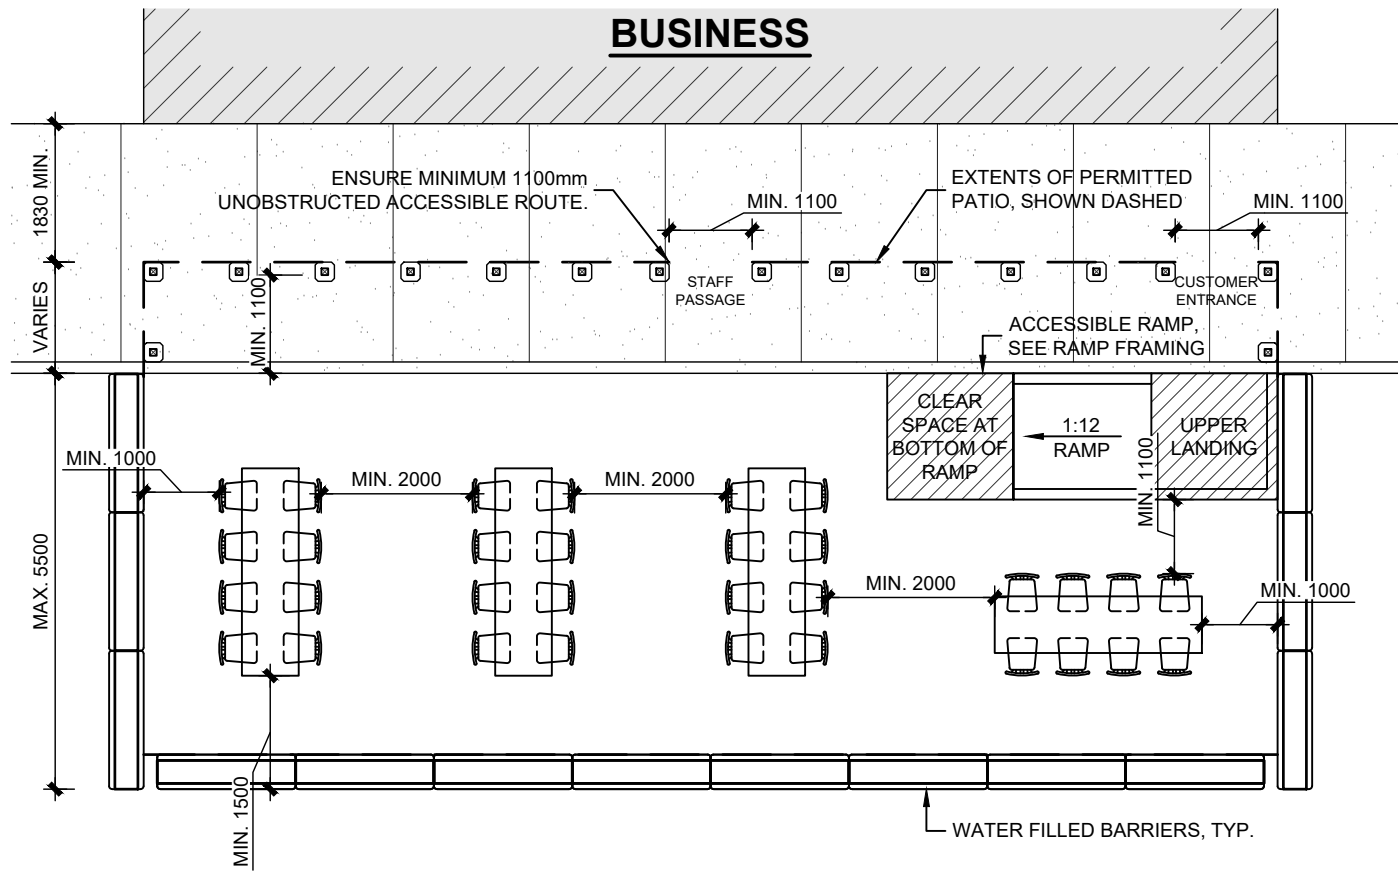 BUSINESS
1830 MIN.
ENSURE MINIMUM 1100mm
UNOBSTRUCTED ACCESSIBLE ROUTE.
MIN. 1100
EXTENTS OF PERMITTED
PATIO, SHOWN DASHED
MIN. 1100
VARIES
MIN. 1100
STAFF
PASSAGE
CUSTOMER
ENTRANCE
ACCESSIBLE RAMP,
SEE RAMP FRAMING
CLEAR
SPACE AT
BOTTOM OF
RAMP
1:12
RAMP
UPPER
LANDING
MIN. 1100
MIN. 1000
MIN. 2000
MIN. 2000
MAX. 5500
MIN. 2000
MIN. 1000
MIN. 1500
WATER FILLED BARRIERS, TYP.